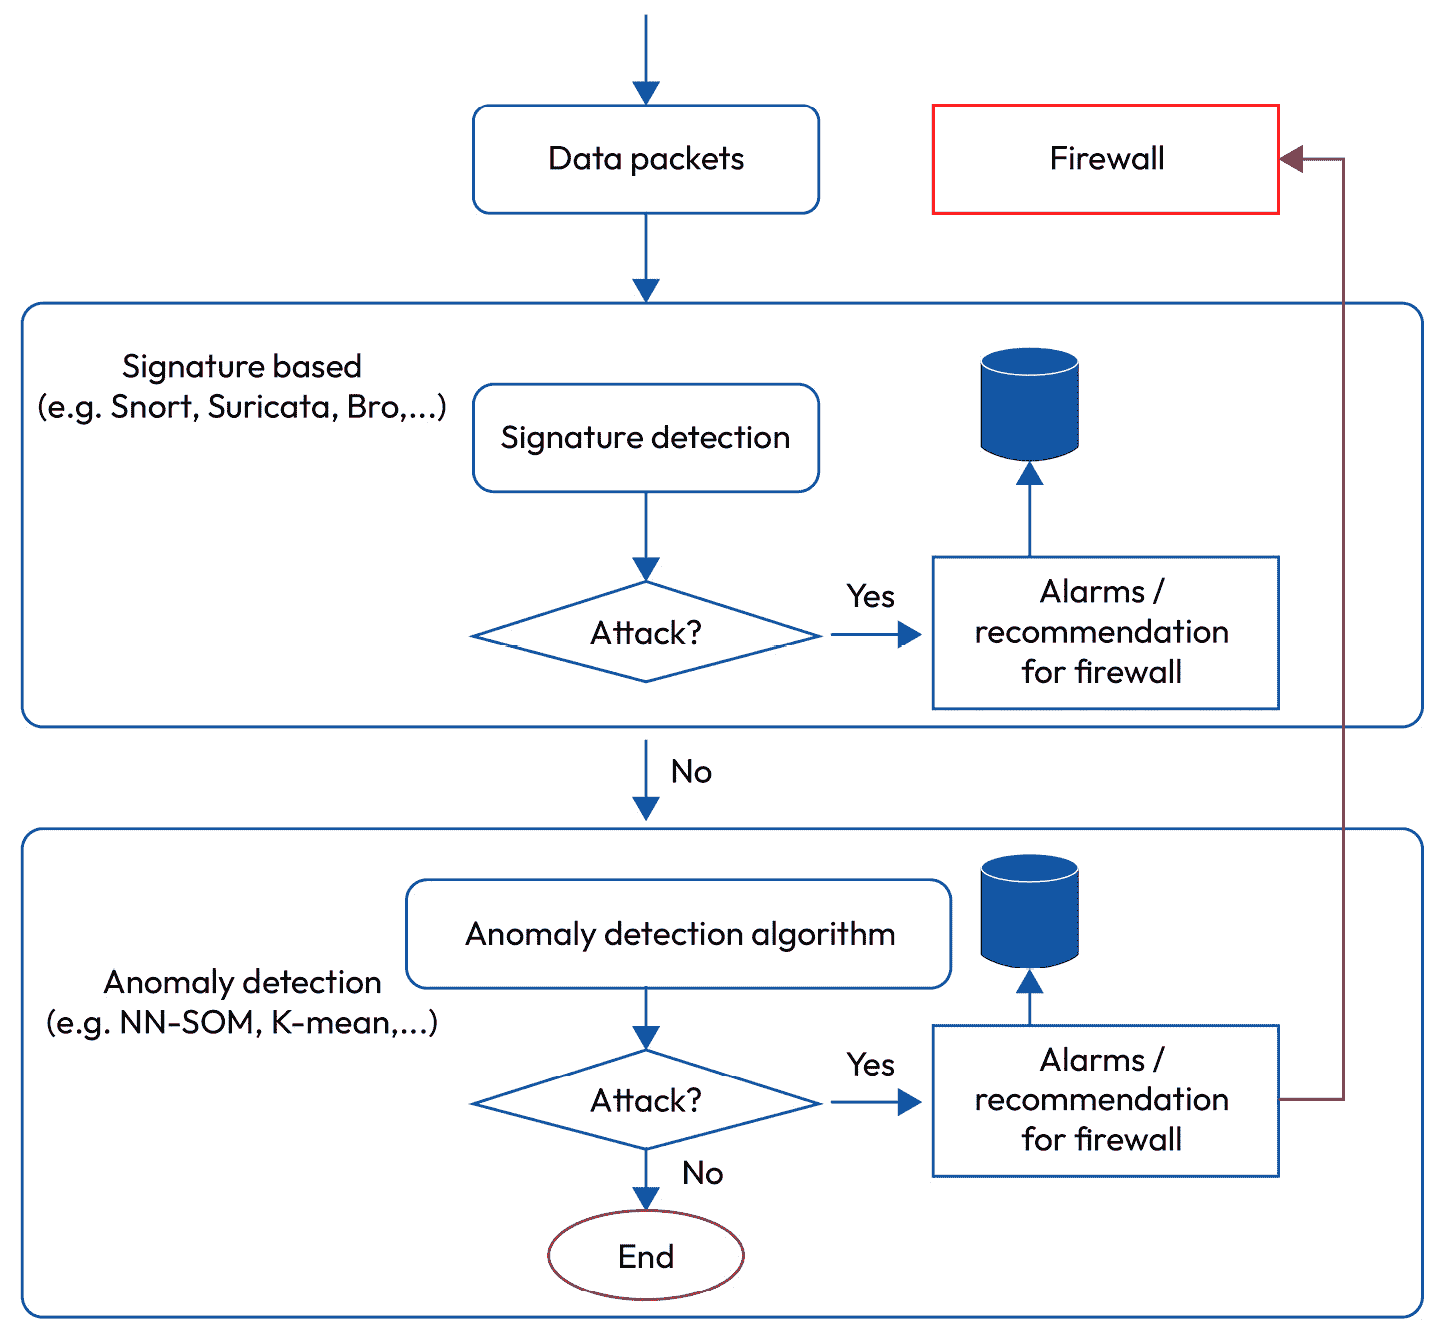 Data packets
Firewall
Signature based
(e.g. Snort, Suricata, Bro,...)
Signature detection
Attack?
Yes
Alarms /
recommendation
for firewall
No
Anomaly detection algorithm
Anomaly detection
(e.g. NN-SOM, K-mean,...)
Attack?
Yes
Alarms /
recommendation
for firewall
No
End